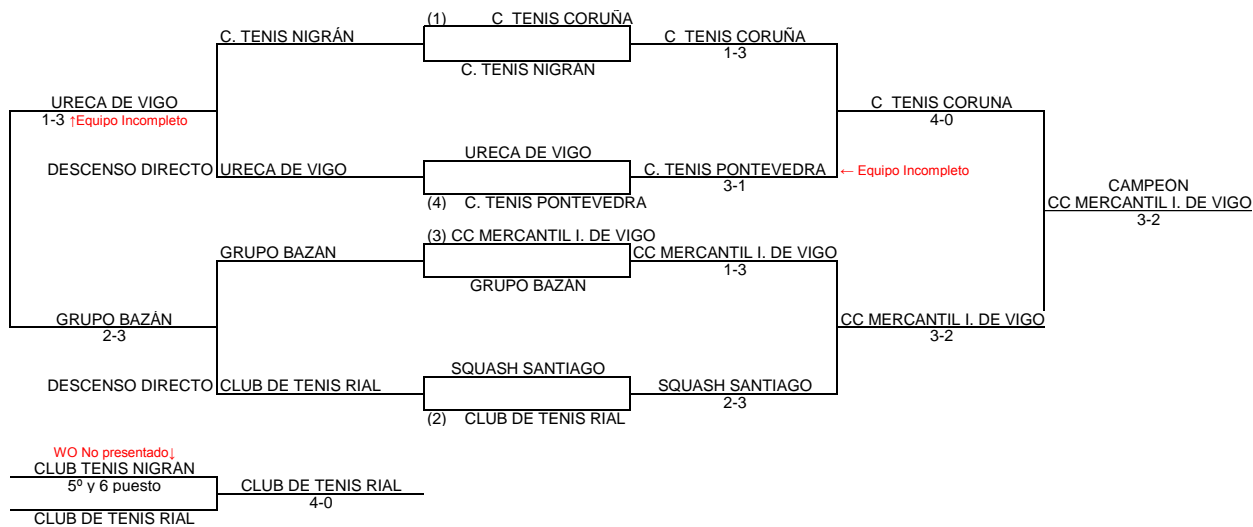 (1) C TENIS CORUÑA
C. TENIS NIGRÁN
C TENIS CORUÑA
1-3
C. TENIS NIGRÁN
URECA DE VIGO
1-3 ↑Equipo Incompleto
C TENIS CORUNA
4-0
DESCENSO DIRECTO
URECA DE VIGO
URECA DE VIGO
C. TENIS PONTEVEDRA
3-1
← Equipo Incompleto
(4) C. TENIS PONTEVEDRA
CAMPEON
CC MERCANTIL I. DE VIGO
3-2
(3) CC MERCANTIL I. DE VIGO
GRUPO BAZAN
CC MERCANTIL I. DE VIGO
1-3
GRUPO BAZAN
GRUPO BAZÁN
2-3
CC MERCANTIL I. DE VIGO
3-2
DESCENSO DIRECTO
CLUB DE TENIS RIAL
SQUASH SANTIAGO
SQUASH SANTIAGO
2-3
(2) CLUB DE TENIS RIAL
WO No presentado↓
CLUB TENIS NIGRAN
5º y 6 puesto
CLUB DE TENIS RIAL
4-0
CLUB DE TENIS RIAL